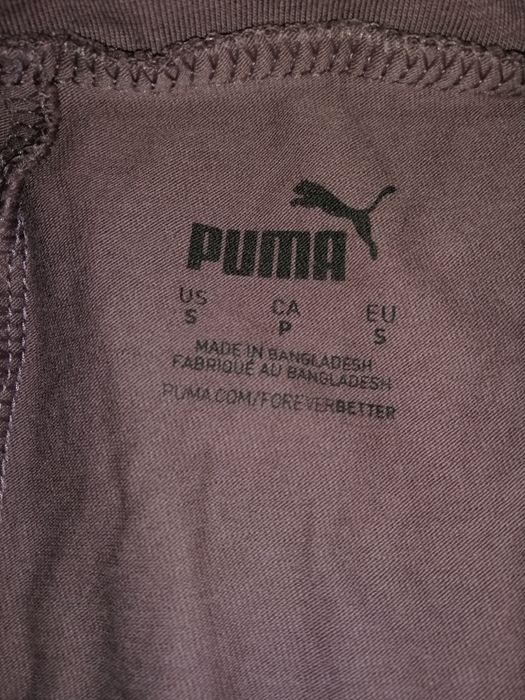 PUMA
US CA EU
S P S
MADE IN BANGLADESH
FABRIQUÉ AU BANGLADESH
PUMA.COM/FOREVERBETTER